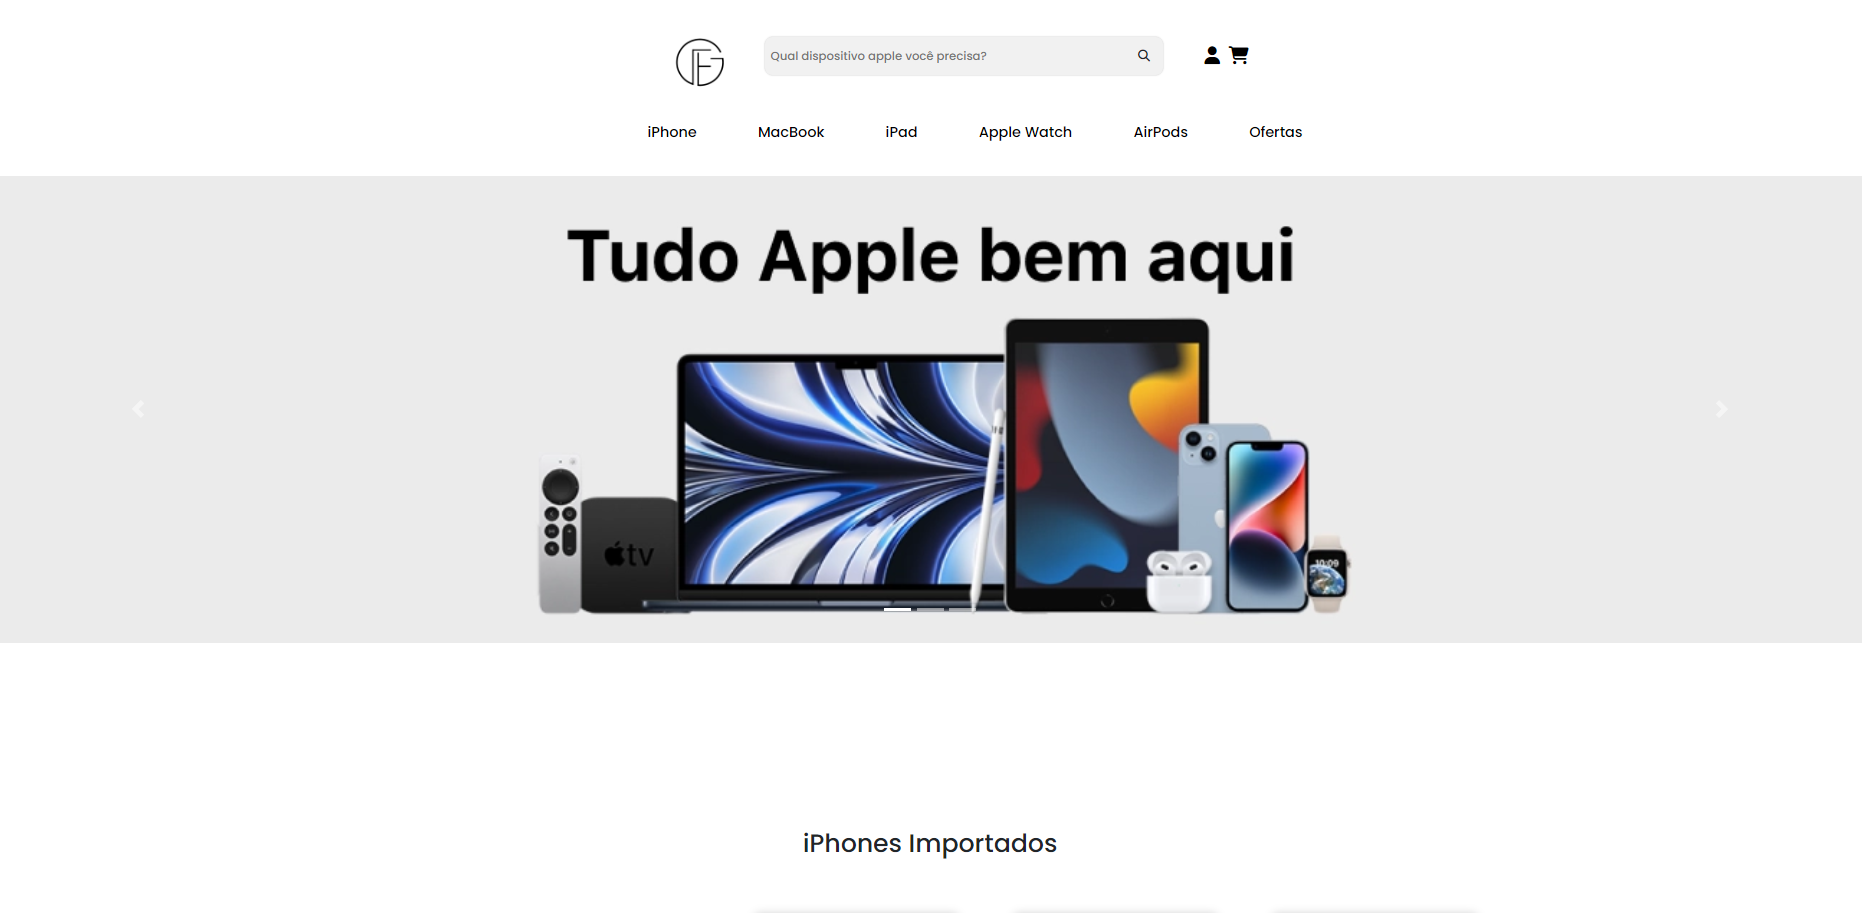 Qual dispositivo apple você precisa?
iPhone MacBook iPad Apple Watch AirPods Ofertas
Tudo Apple bem aqui
tv
10:09
iPhones Importados